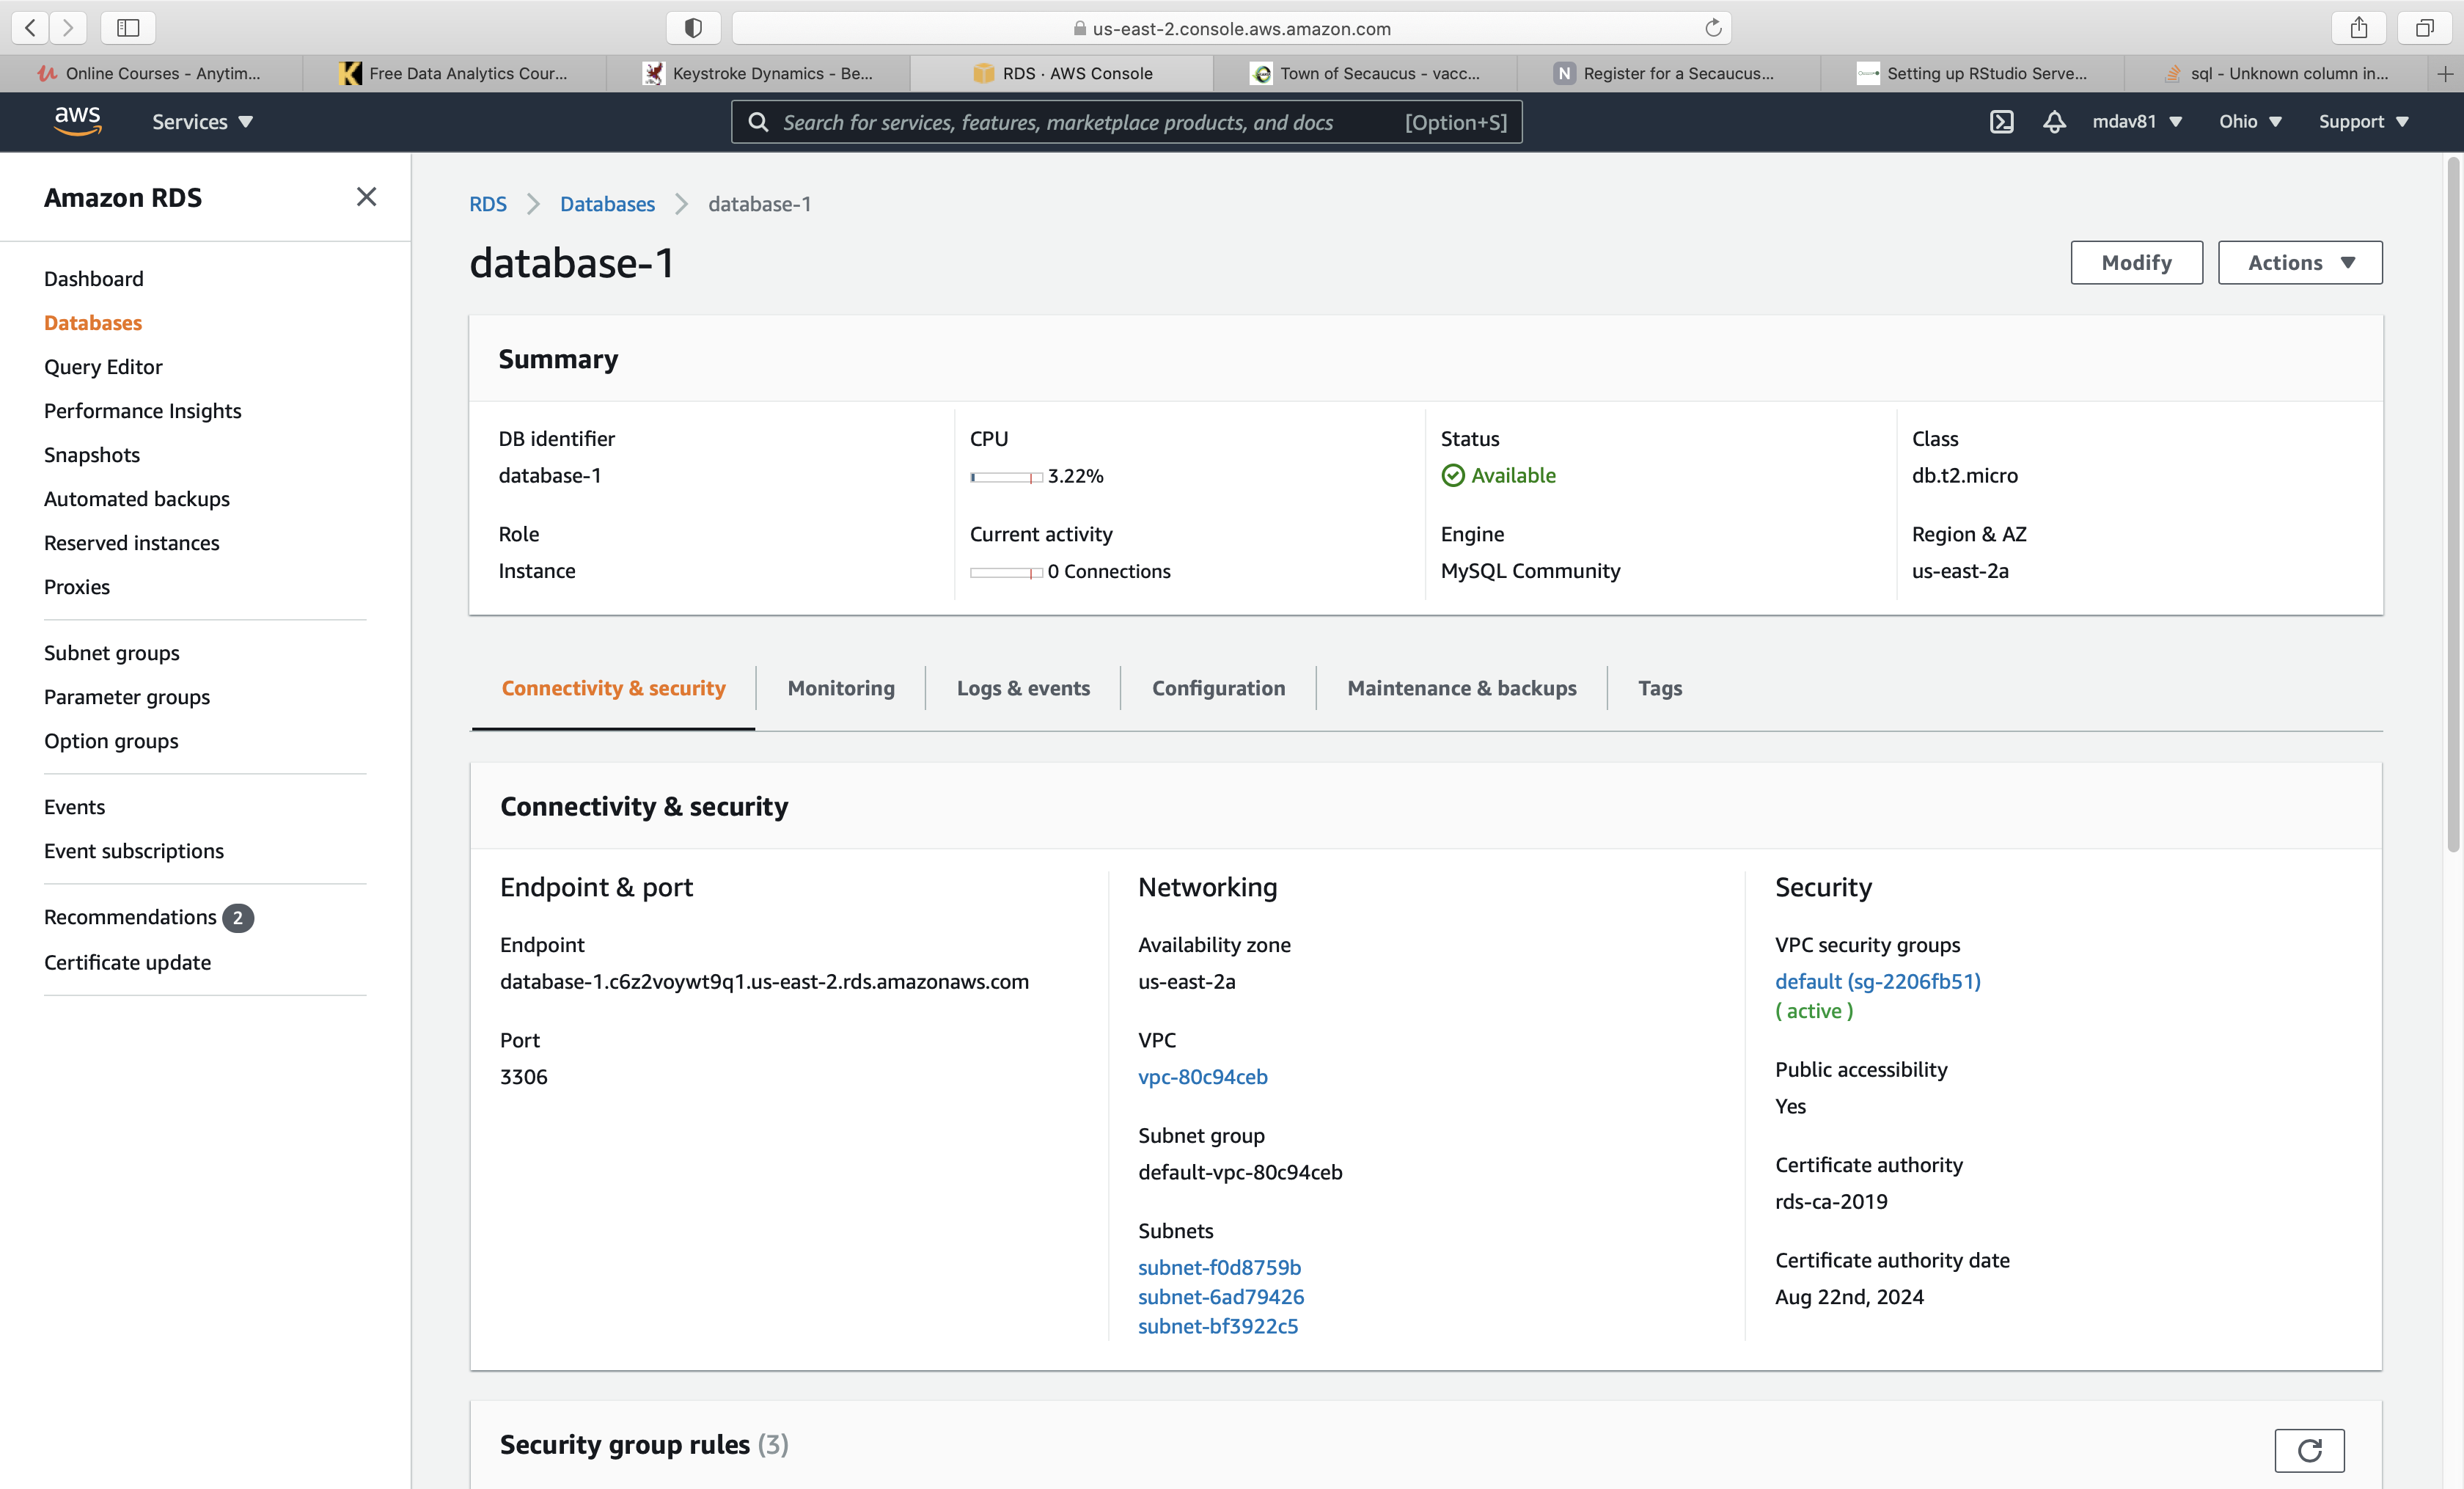 us-east-2.console.aws.amazon.com
Online Courses - Anytim...
Free Data Analytics Cour...
Keystroke Dynamics - Be...
RDS · AWS Console
Town of Secaucus - vacc...
N Register for a Secaucus...
Setting up RStudio Serve...
sql - Unknown column in...
aws
Services
Search for services, features, marketplace products, and docs [Option+S]
mdav81
Ohio
Support
Amazon RDS
Dashboard
Databases
Query Editor
Performance Insights
Snapshots
Automated backups
Reserved instances
Proxies
Subnet groups
Parameter groups
Option groups
Events
Event subscriptions
Recommendations 2
Certificate update
RDS > Databases > database-1
database-1
Modify
Actions
Summary
DB identifier
database-1
CPU
3.22%
Status
Available
Class
db.t2.micro
Role
Instance
Current activity
0 Connections
Engine
MySQL Community
Region & AZ
us-east-2a
Connectivity & security
Monitoring
Logs & events
Configuration
Maintenance & backups
Tags
Connectivity & security
Endpoint & port
Endpoint
database-1.c6z2voywt9q1.us-east-2.rds.amazonaws.com
Port
3306
Networking
Availability zone
us-east-2a
VPC
vpc-80c94ceb
Subnet group
default-vpc-80c94ceb
Subnets
subnet-f0d8759b
subnet-6ad79426
subnet-bf3922c5
Security
VPC security groups
default (sg-2206fb51)
( active )
Public accessibility
Yes
Certificate authority
rds-ca-2019
Certificate authority date
Aug 22nd, 2024
Security group rules (3)